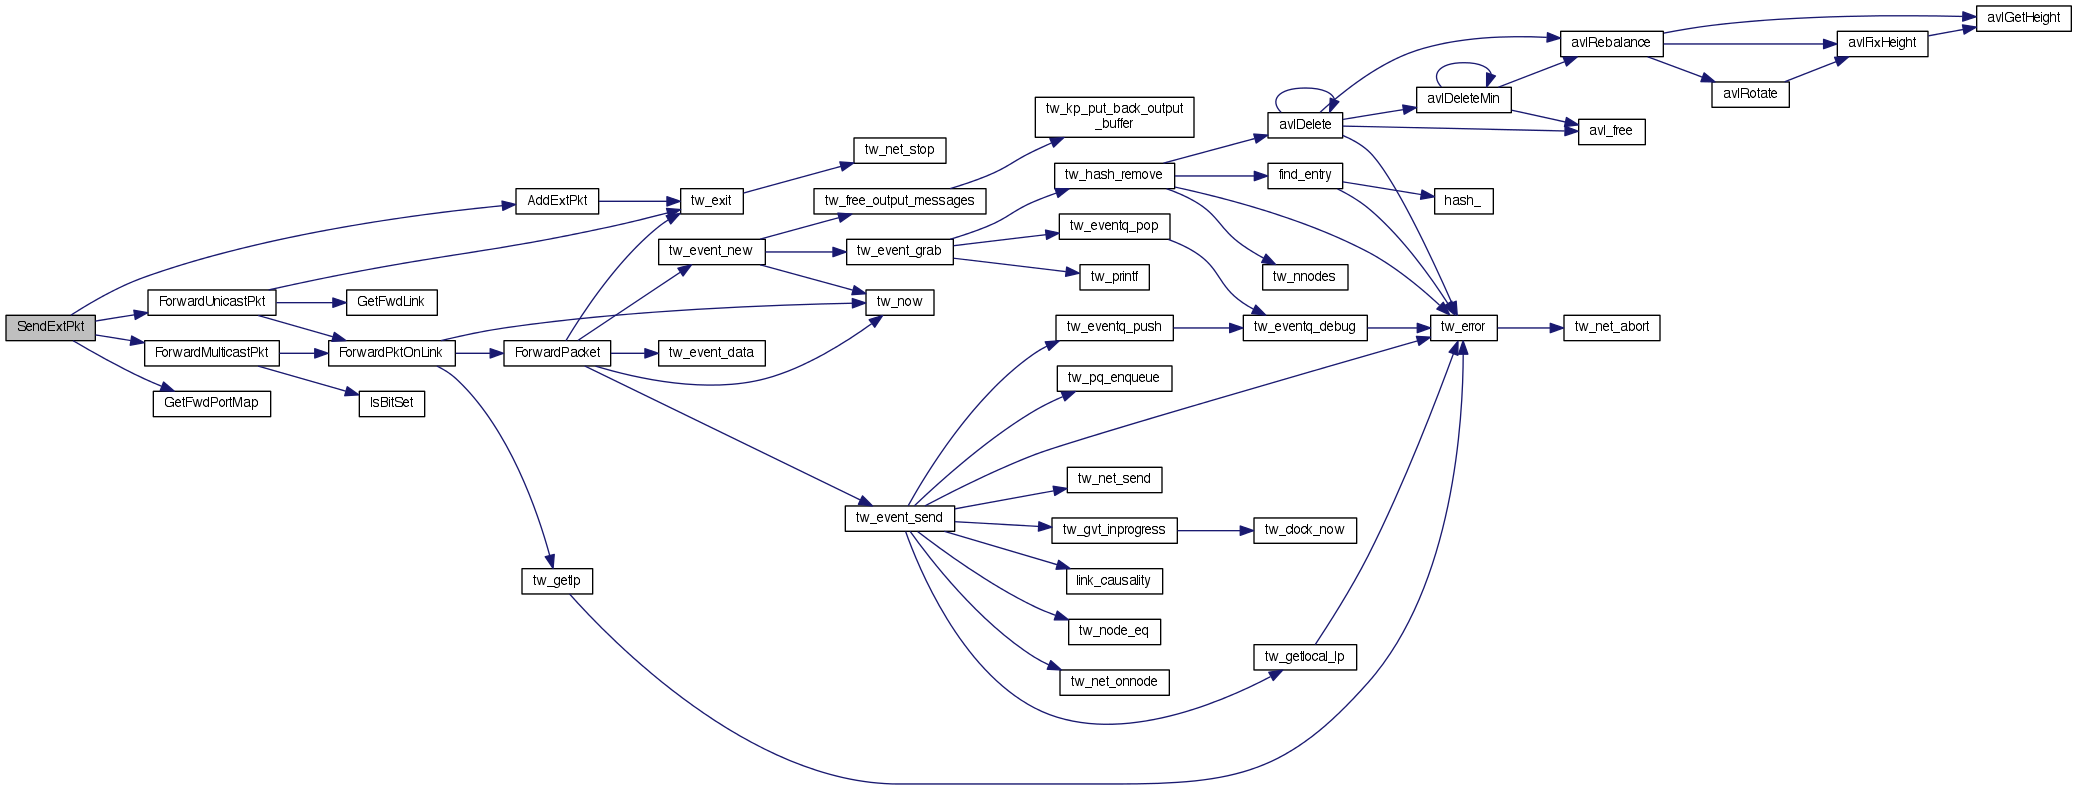 SendExtPkt
AddExtPkt
ForwardUnicastPkt
ForwardMulticastPkt
GetFwdPortMap
GetFwdLink
ForwardPktOnLink
IsBitSet
tw_exit
tw_net_stop
tw_event_new
ForwardPacket
tw_event_data
tw_getlp
tw_free_output_messages
tw_event_grab
tw_now
tw_event_send
tw_kp_put_back_output
_buffer
tw_hash_remove
tw_eventq_pop
tw_printf
tw_eventq_push
tw_pq_enqueue
tw_net_send
tw_gvt_inprogress
link_causality
tw_node_eq
tw_net_onnode
avlDelete
find_entry
tw_nnodes
tw_eventq_debug
tw_clock_now
tw_getlocal_lp
avlDeleteMin
hash_
tw_error
avlRebalance
avl_free
tw_net_abort
avlRotate
avlFixHeight
avlGetHeight